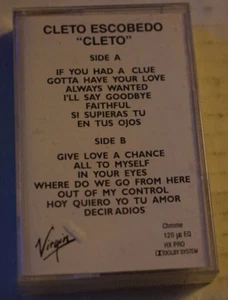 CLETO ESCOBEDO
"CLETO"
SIDE A
IF YOU HAD A CLUE
GOTTA HAVE YOUR LOVE
ALWAYS WANTED
I'LL SAY GOODBYE
FAITHFUL
SI SUPIERAS TU
EN TUS OJOS
SIDE B
GIVE LOVE A CHANCE
ALL TO MYSELF
IN YOUR EYES
WHERE DO WE GO FROM HERE
OUT OF MY CONTROL
HOY QUIERO YO TU AMOR
DECIR ADIOS
Virgin
Chrome
120 µs EQ
HX PRO
DOLBY SYSTEM